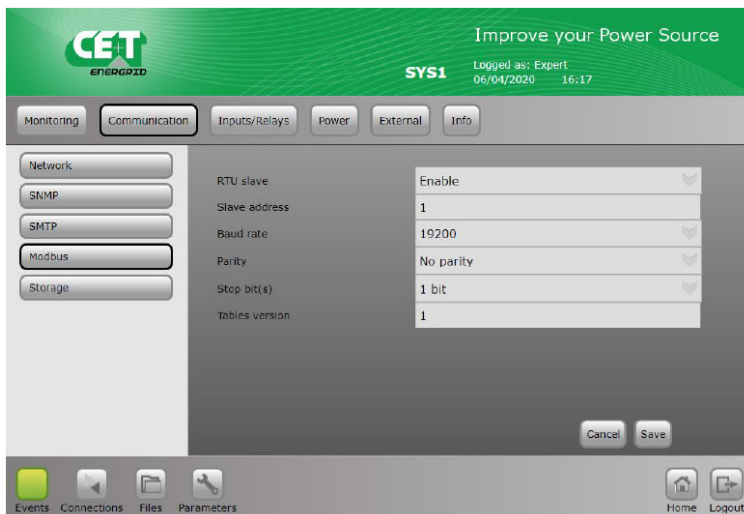 CE+T
ENERGRID
Improve your Power Source
SYS1
Logged as: Expert
06/04/2020 16:17
Monitoring
Communication
Inputs/Relays
Power
External
Info
Network
SNMP
SMTP
Modbus
Storage
RTU slave Enable
Slave address 1
Baud rate 19200
Parity No parity
Stop bit(s) 1 bit
Tables version 1
Cancel Save
Events Connections Files Parameters Home Logout